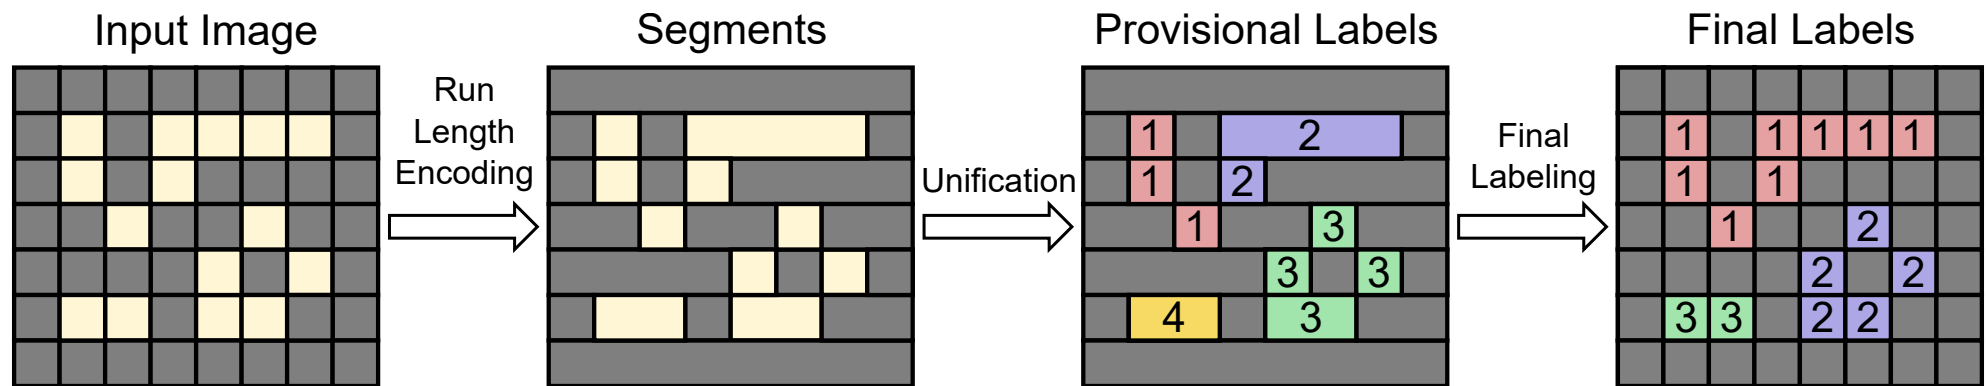 Input Image
Segments
Provisional Labels
Final Labels
Run
Length
Encoding
Unification
Final
Labeling
1 2
1 2
1 3
3 3
4 3
1 1 1 1 1
1 1
1 2
2 2
3 3 2 2